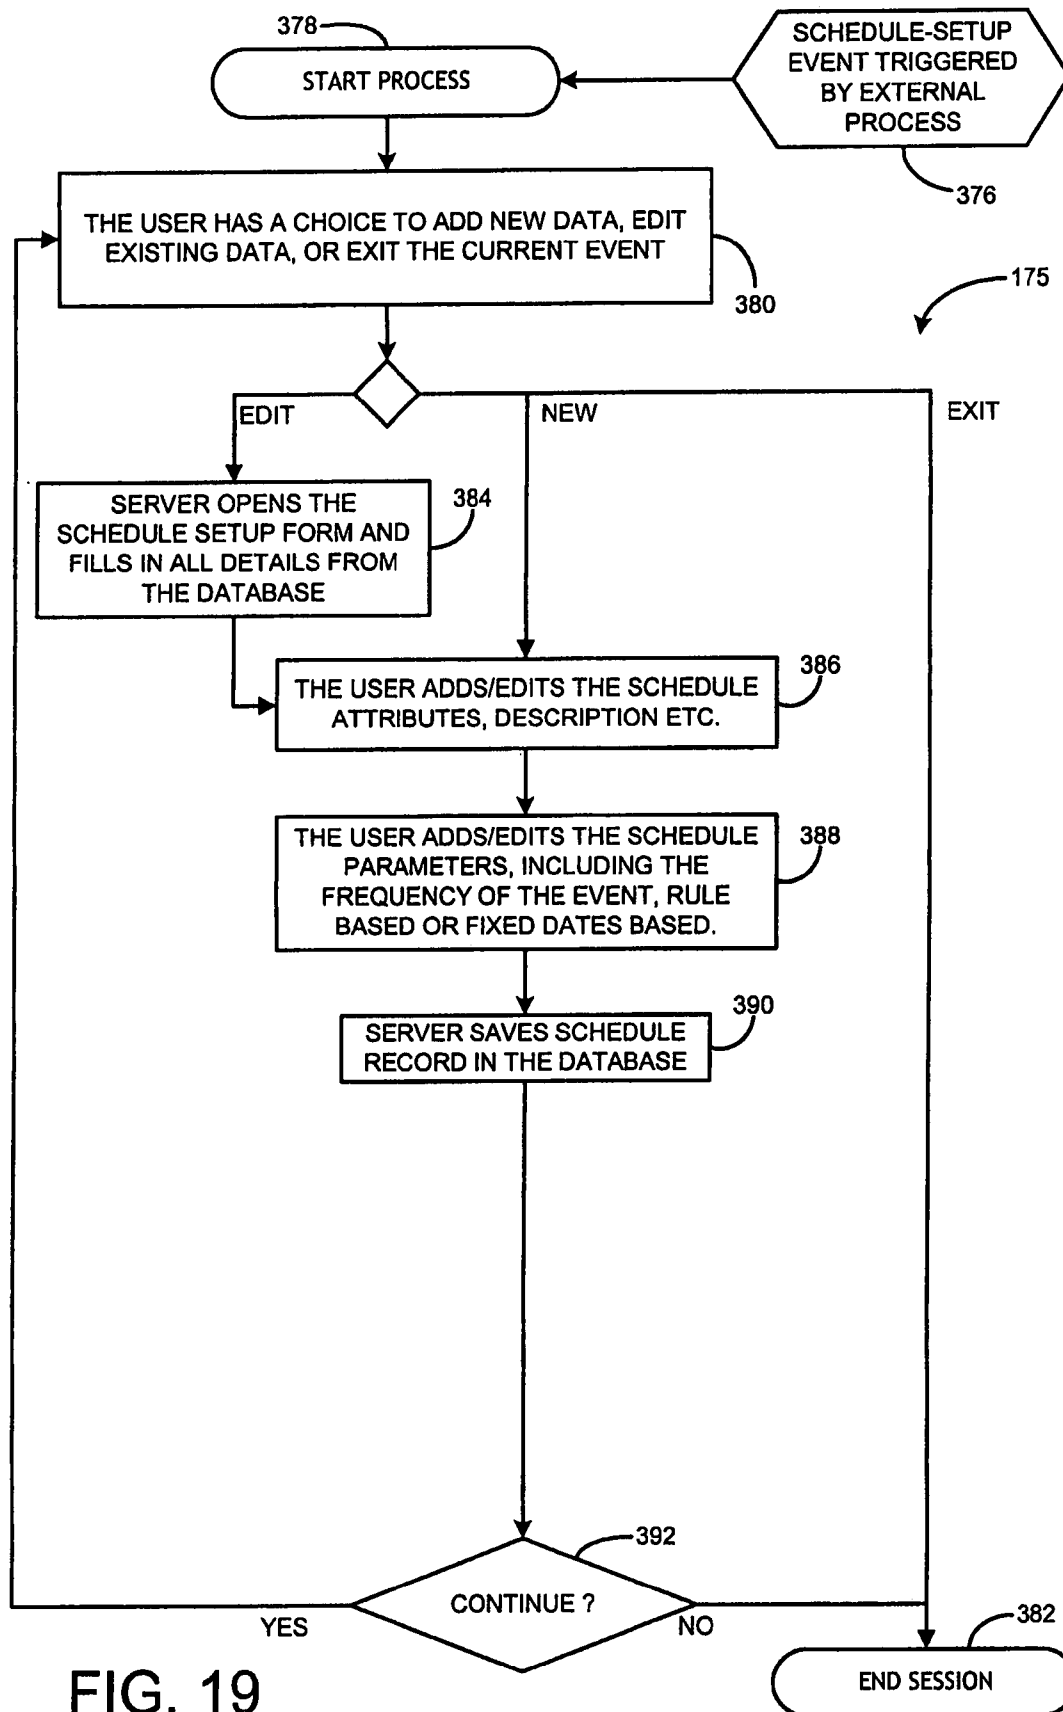 378
START PROCESS
SCHEDULE-SETUP
EVENT TRIGGERED
BY EXTERNAL
PROCESS
376
THE USER HAS A CHOICE TO ADD NEW DATA, EDIT
EXISTING DATA, OR EXIT THE CURRENT EVENT
380
175
EDIT
NEW
EXIT
SERVER OPENS THE
SCHEDULE SETUP FORM AND
FILLS IN ALL DETAILS FROM
THE DATABASE
384
THE USER ADDS/EDITS THE SCHEDULE
ATTRIBUTES, DESCRIPTION ETC.
386
THE USER ADDS/EDITS THE SCHEDULE
PARAMETERS, INCLUDING THE
FREQUENCY OF THE EVENT, RULE
BASED OR FIXED DATES BASED.
388
SERVER SAVES SCHEDULE
RECORD IN THE DATABASE
390
392
CONTINUE ?
YES
NO
382
END SESSION
FIG. 19